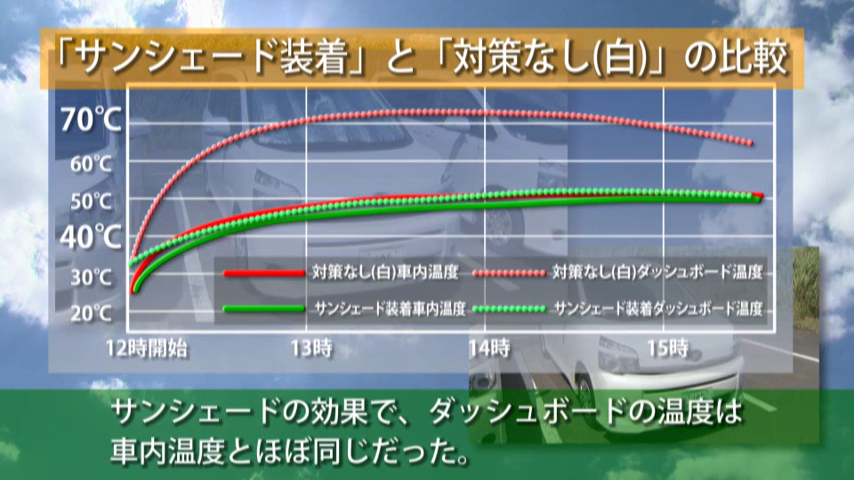 「サンシェード装着」と「対策なし(白)」の比較
70℃
60℃
50℃
40℃
30℃
20℃
対策なし(白)車内温度 対策なし(白)ダッシュボード温度
サンシェード装着車内温度 サンシェード装着ダッシュボード温度
12時開始 13時 14時 15時
サンシェードの効果で、ダッシュボードの温度は
車内温度とほぼ同じだった。